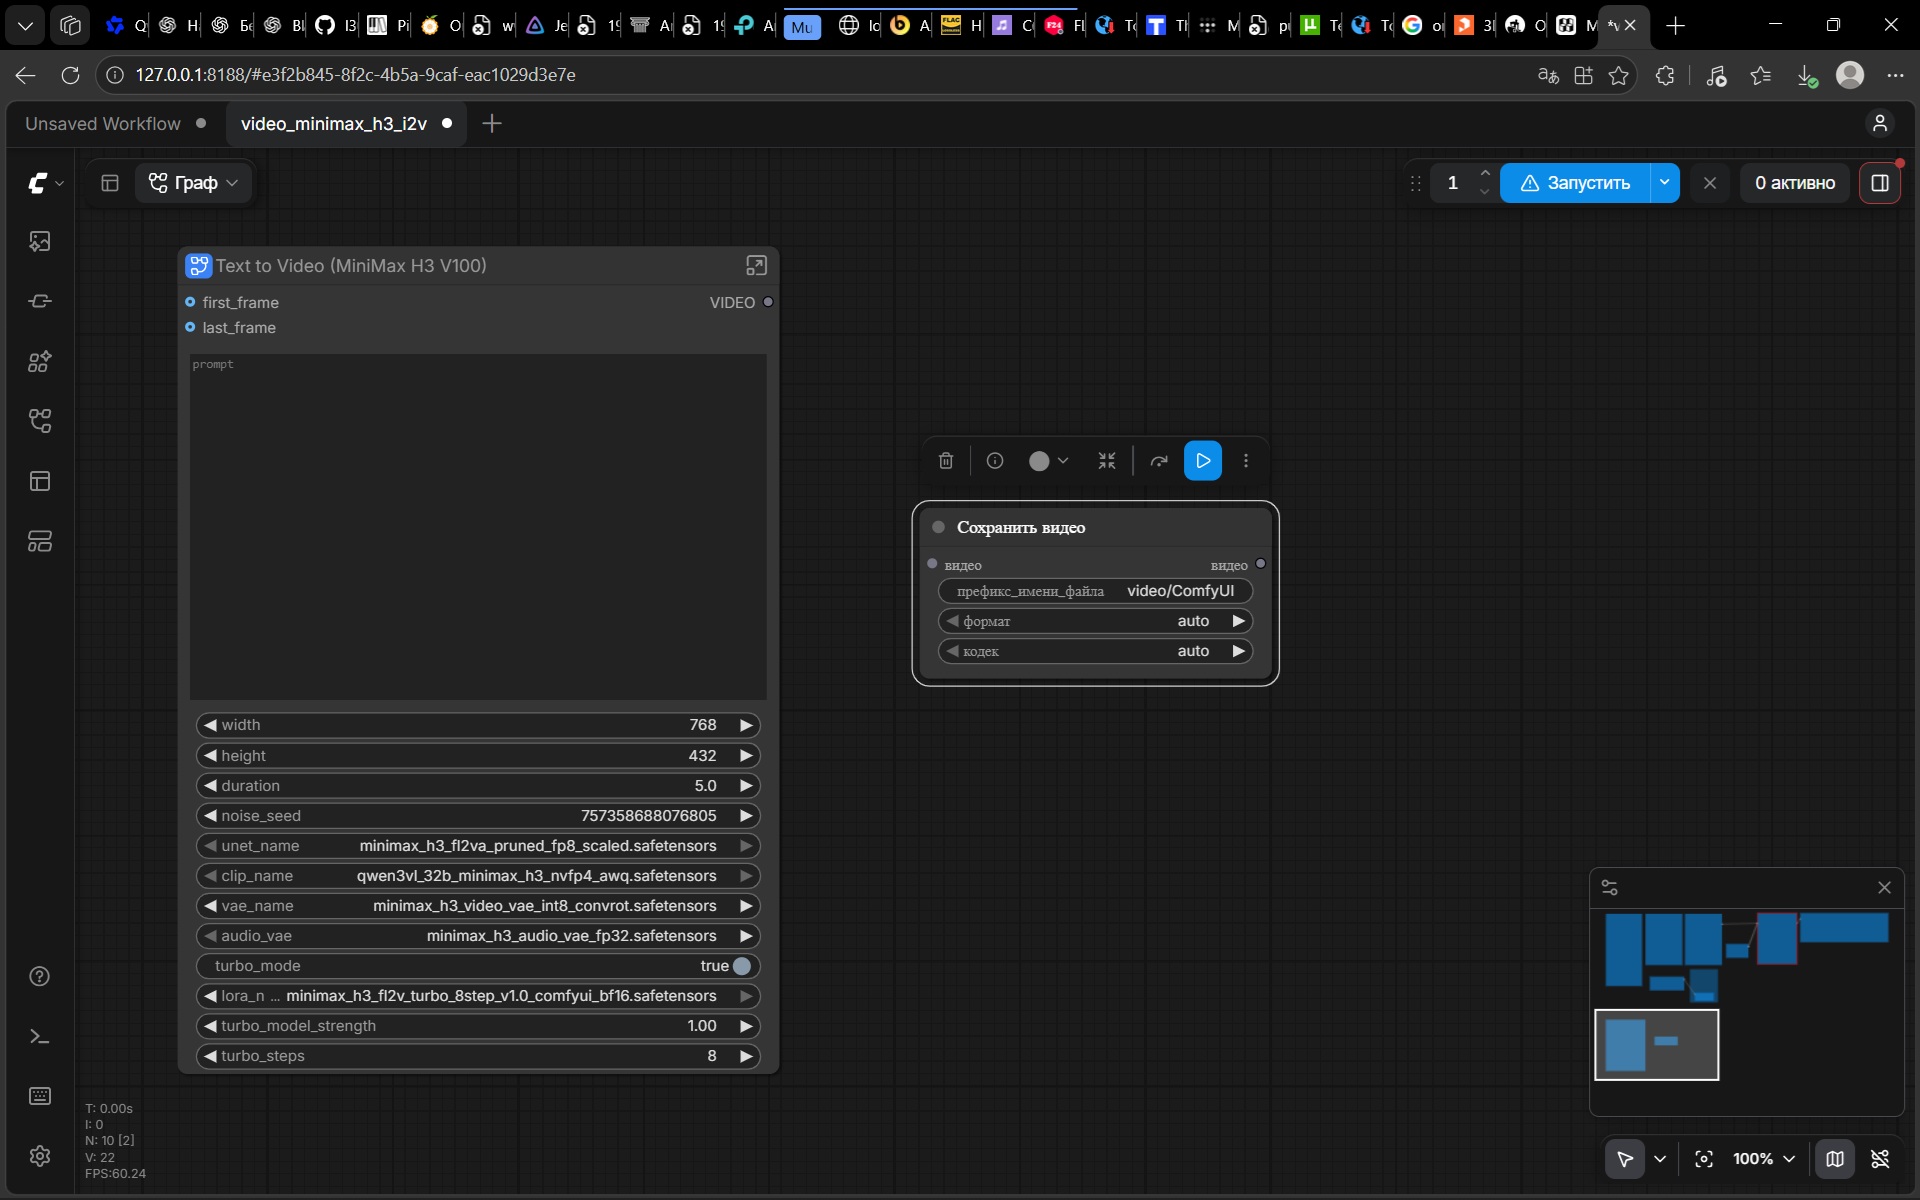 Mu
127.0.0.1:8188/#e3f2b845-8f2c-4b5a-9caf-eac1029d3e7e
Unsaved Workflow
video_minimax_h3_i2v
Граф
1
Запустить
0 активно
Text to Video (MiniMax H3 V100)
first_frame
VIDEO
last_frame
prompt
Сохранить видео
видео
видео
префикс_имени_файла video/ComfyUI
формат auto
кодек auto
width 768
height 432
duration 5.0
noise_seed 757358688076805
unet_name minimax_h3_fl2va_pruned_fp8_scaled.safetensors
clip_name qwen3vl_32b_minimax_h3_nvfp4_awq.safetensors
vae_name minimax_h3_video_vae_int8_convrot.safetensors
audio_vae minimax_h3_audio_vae_fp32.safetensors
turbo_mode true
lora_n ... minimax_h3_fl2v_turbo_8step_v1.0_comfyui_bf16.safetensors
turbo_model_strength 1.00
turbo_steps 8
T: 0.00s
I: 0
N: 10 [2]
V: 22
FPS:60.24
100%